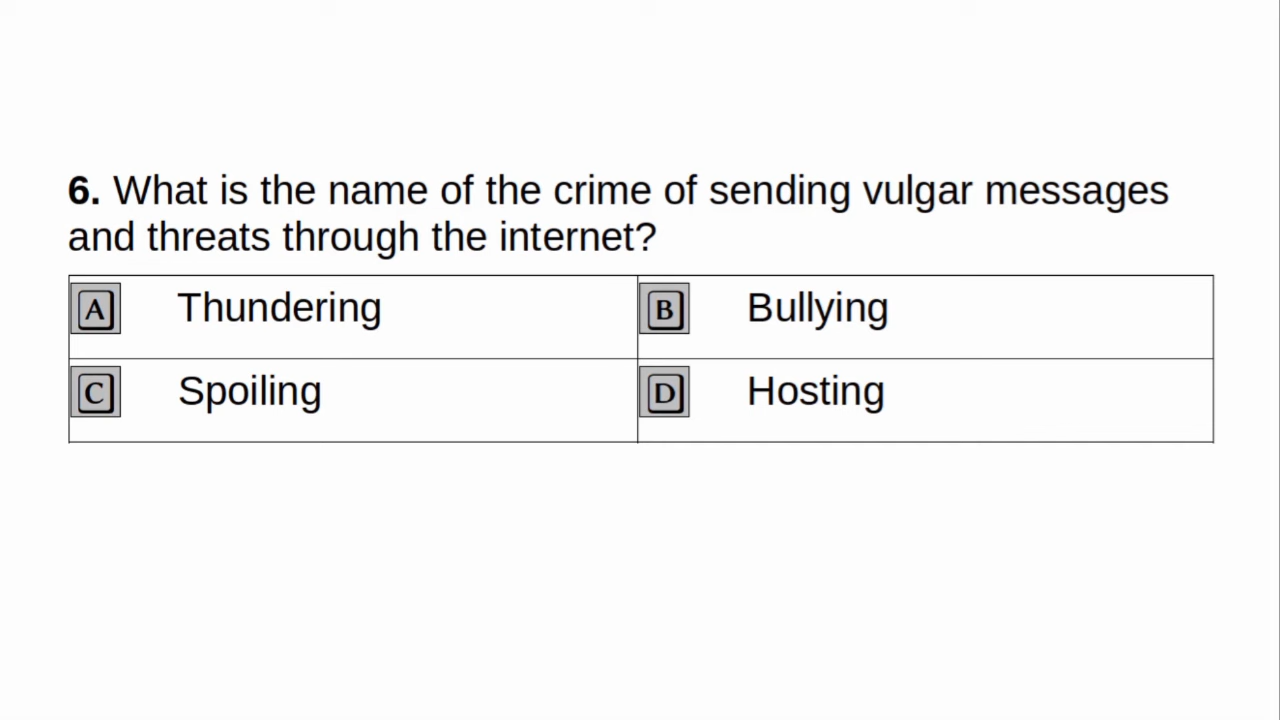 6. What is the name of the crime of sending vulgar messages
and threats through the internet?
A Thundering B Bullying
C Spoiling D Hosting